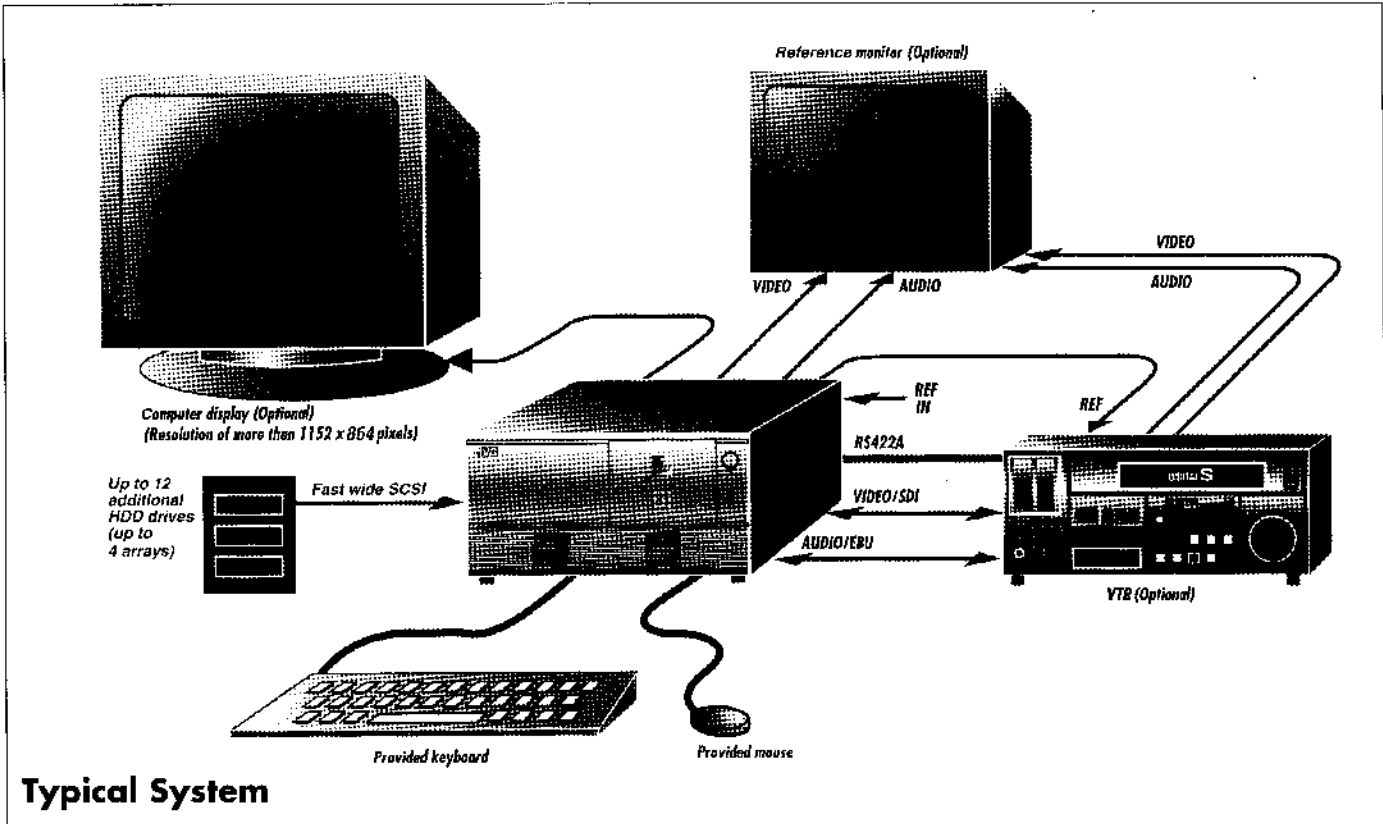 Reference monitor (Optional)
VIDEO
AUDIO
VIDEO
AUDIO
Computer display (Optional)
(Resolution of more than 1152 x 864 pixels)
REF
IN
REF
RS422A
Up to 12
additional
HDD drives
(up to
4 arrays)
Fast wide SCSI
VIDEO/SDI
AUDIO/EBU
JVC
S
VTR (Optional)
Provided keyboard
Provided mouse
Typical System